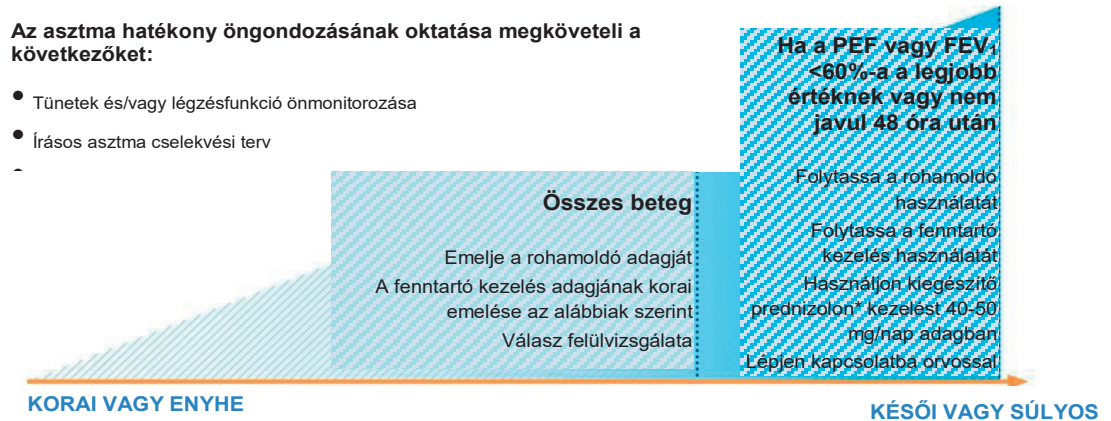 Az asztma hatékony öngondozásának oktatása megköveteli a
következőket:
• Tünetek és/vagy légzésfunkció önmonitorozása
• Írásos asztma cselekvési terv
Összes beteg
Emelje a rohamoldó adagját
A fenntartó kezelés adagjának korai
emelése az alábbiak szerint
Válasz felülvizsgálata
Ha a PEF vagy FEV₁
<60%-a a legjobb
értéknek vagy nem
javul 48 óra után
Folytassa a rohamoldó
használatát
Folytassa a fenntartó
kezelés használatát
Használjon kiegészítő
prednizolon* kezelést 40-50
mg/nap adagban
Lépjen kapcsolatba orvossal
KORAI VAGY ENYHE
KÉSŐI VAGY SÚLYOS